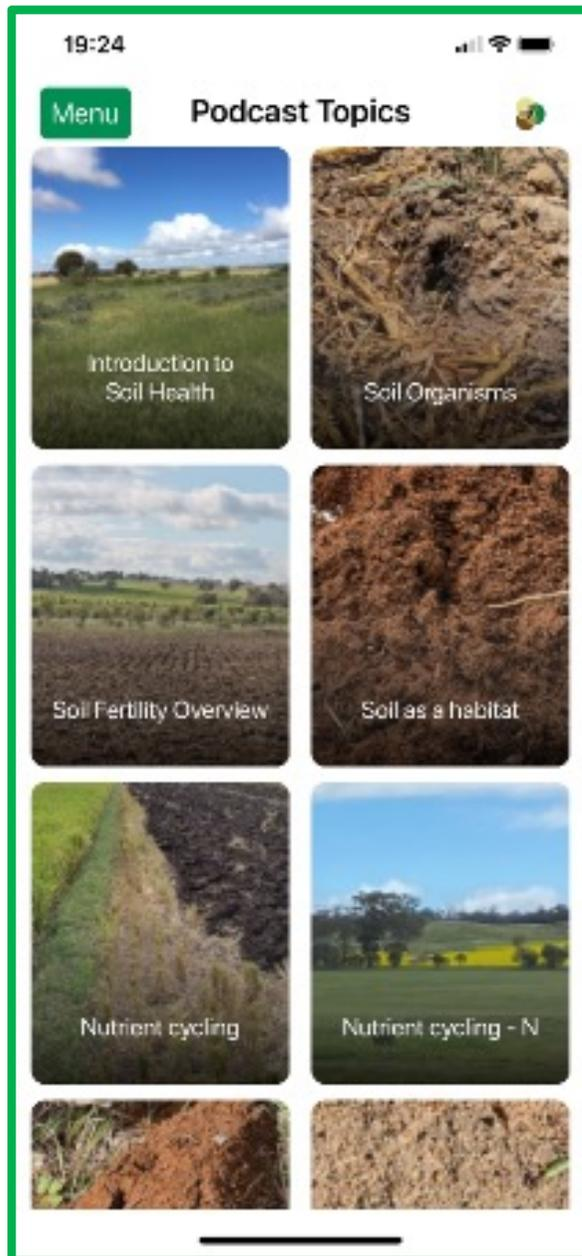 19:24
Menu
Podcast Topics
Introduction to
Soil Health
Soil Organisms
Soil Fertility Overview
Soil as a habitat
Nutrient cycling
Nutrient cycling - N